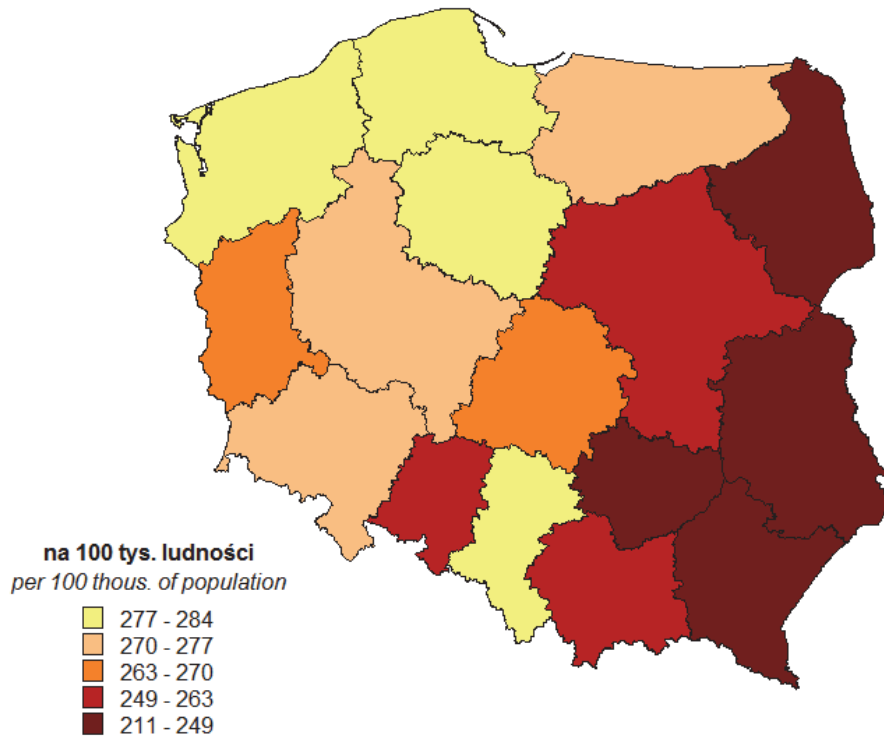 na 100 tys. ludności
per 100 thous. of population
277 - 284
270 - 277
263 - 270
249 - 263
211 - 249